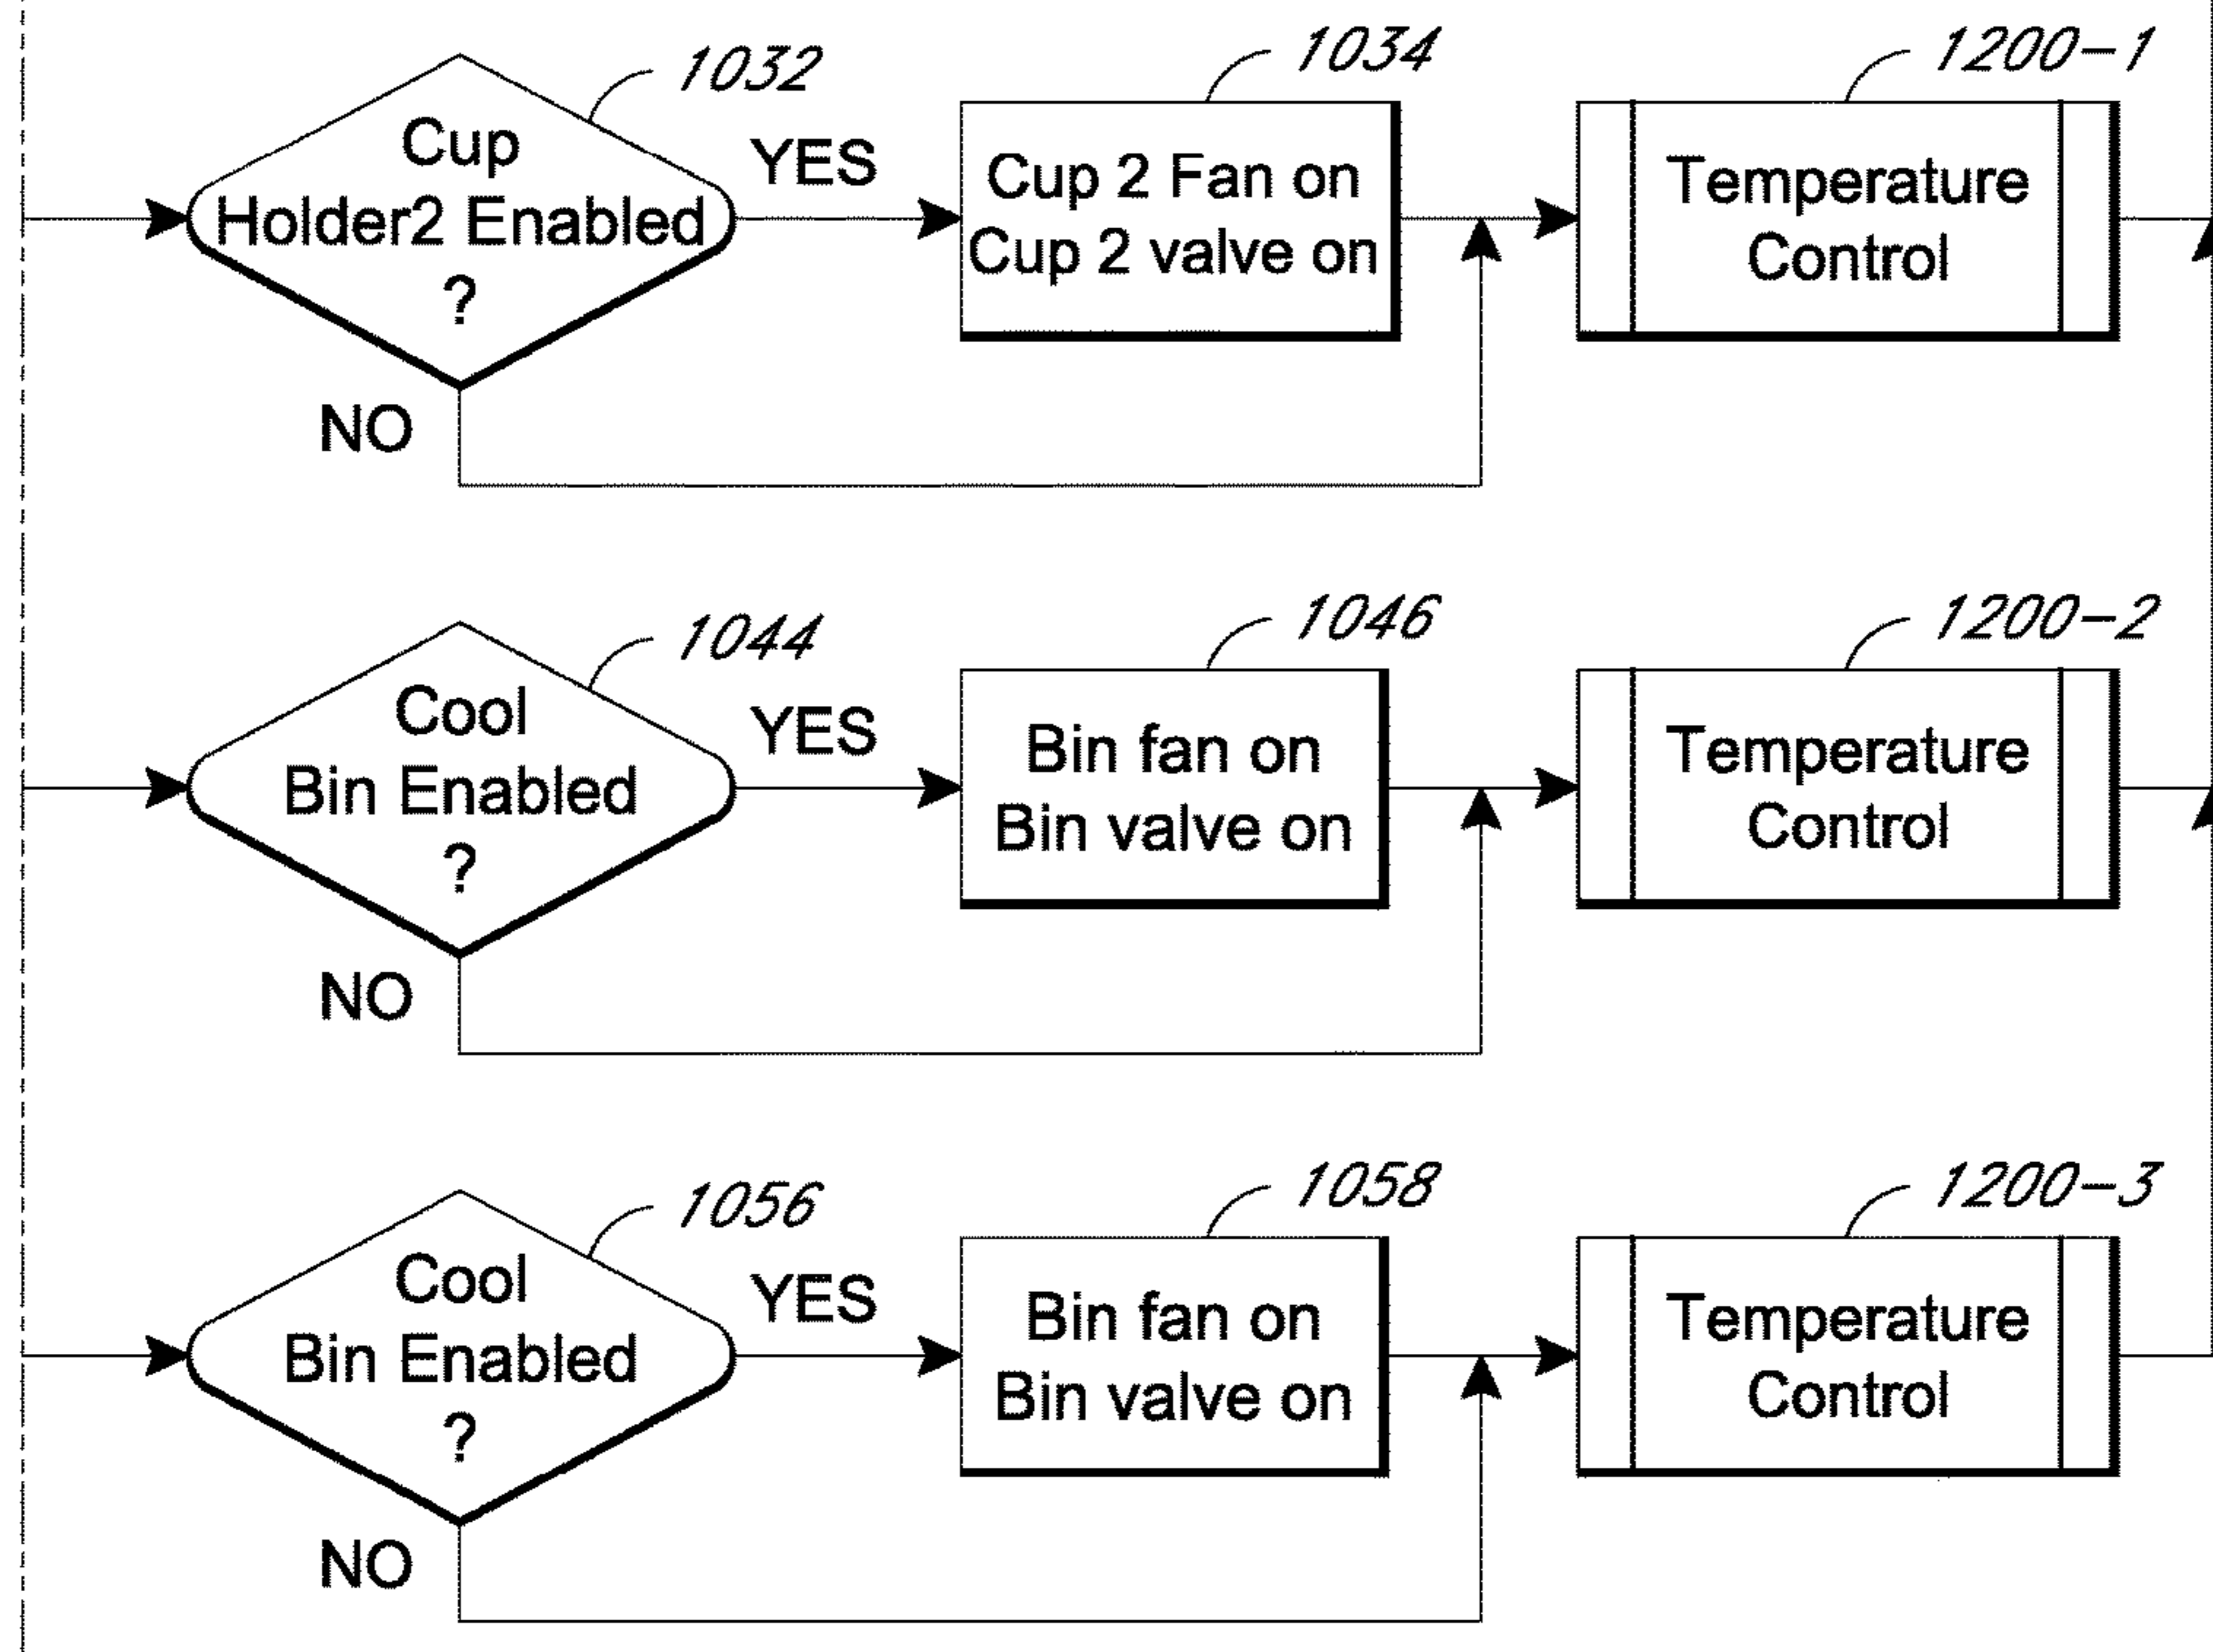 1032
Cup
Holder2 Enabled
?
YES
NO
1034
Cup 2 Fan on
Cup 2 valve on
1200-1
Temperature
Control
1044
Cool
Bin Enabled
?
YES
NO
1046
Bin fan on
Bin valve on
1200-2
Temperature
Control
1056
Cool
Bin Enabled
?
YES
NO
1058
Bin fan on
Bin valve on
1200-3
Temperature
Control